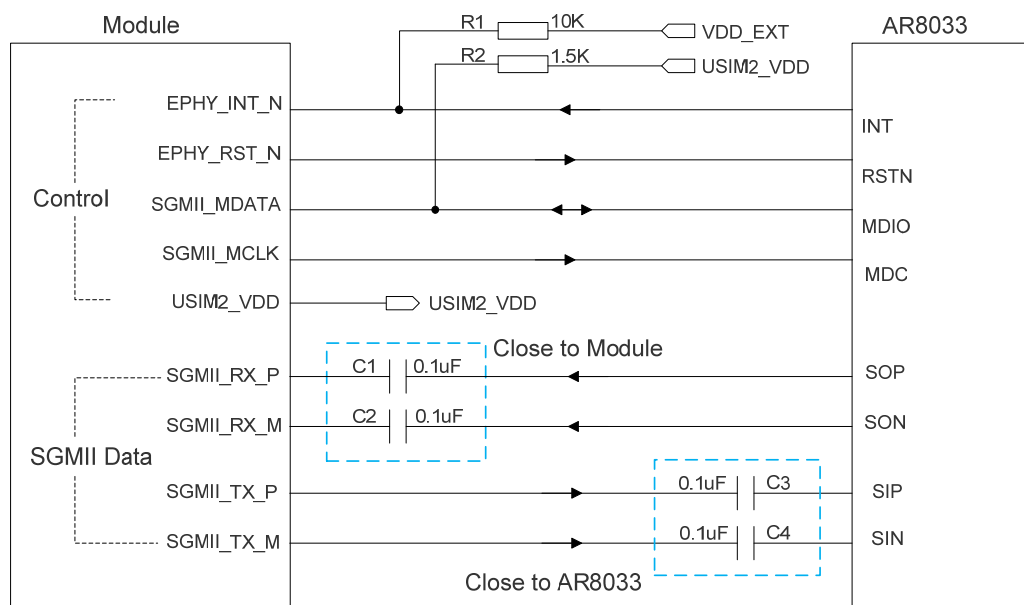 Module
R1 10K VDD_EXT
AR8033
R2 1.5K USIM2_VDD
EPHY_INT_N
INT
EPHY_RST_N
RSTN
Control
SGMII_MDATA
MDIO
SGMII_MCLK
MDC
USIM2_VDD USIM2_VDD
Close to Module
SGMII_RX_P C1 0.1uF SOP
SGMII_RX_M C2 0.1uF SON
SGMII Data
SGMII_TX_P 0.1uF C3 SIP
SGMII_TX_M 0.1uF C4 SIN
Close to AR8033